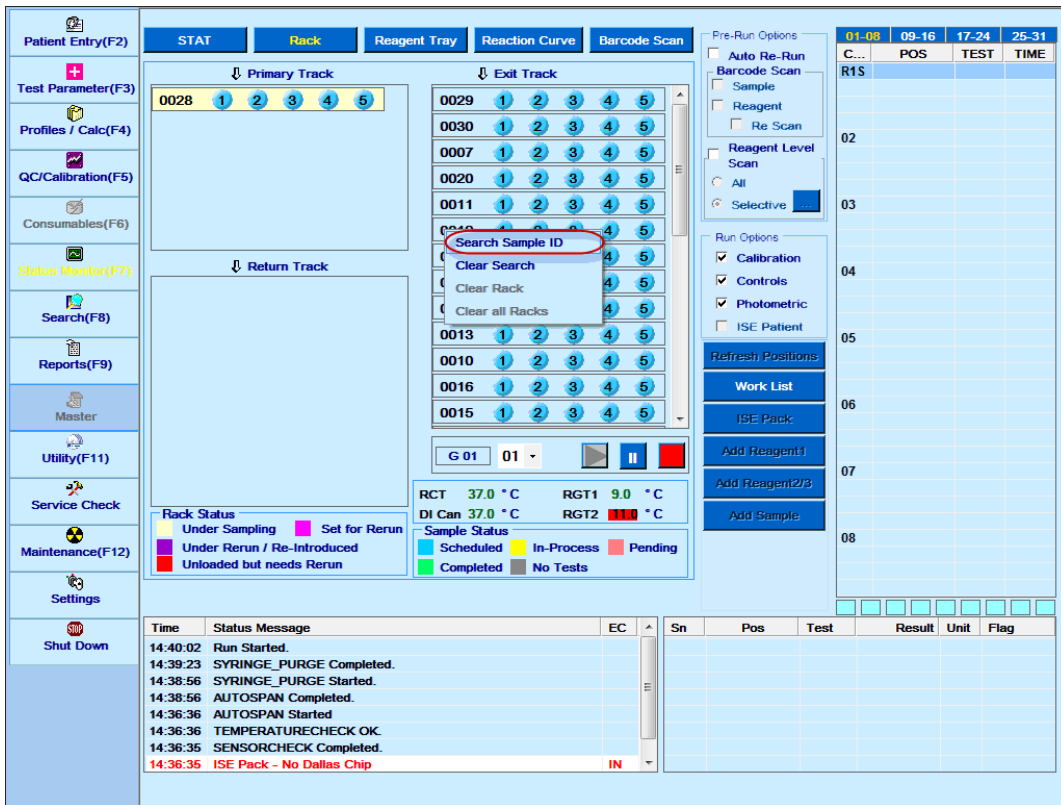 Patient Entry(F2)
Test Parameter(F3)
Profiles / Calc(F4)
QC/Calibration(F5)
Consumables(F6)
Status Monitor(F7)
Search(F8)
Reports(F9)
Master
Utility(F11)
Service Check
Maintenance(F12)
Settings
STOP
Shut Down
STAT
Rack
Reagent Tray
Reaction Curve
Barcode Scan
⇩ Primary Track
0028 1 2 3 4 5
⇩ Return Track
⇩ Exit Track
0029 1 2 3 4 5
0030 1 2 3 4 5
0007 1 2 3 4 5
0020 1 2 3 4 5
0011 1 2 3 4 5
4 5
4 5
4 5
4 5
0013 1 2 3 4 5
0010 1 2 3 4 5
0016 1 2 3 4 5
0015 1 2 3 4 5
Search Sample ID
Clear Search
Clear Rack
Clear all Racks
G 01 01
RCT 37.0 °C RGT1 9.0 °C
DI Can 37.0 °C RGT2 11.0 °C
Rack Status
Under Sampling Set for Rerun
Under Rerun / Re-Introduced
Unloaded but needs Rerun
Sample Status
Scheduled In-Process Pending
Completed No Tests
Pre-Run Options
Auto Re-Run
Barcode Scan
Sample
Reagent
Re Scan
Reagent Level
Scan
All
Selective ...
Run Options
Calibration
Controls
Photometric
ISE Patient
Refresh Positions
Work List
ISE Pack
Add Reagent1
Add Reagent2/3
Add Sample
01-08 09-16 17-24 25-31
C... POS TEST TIME
R1S
02
03
04
05
06
07
08
Time Status Message EC
14:40:02 Run Started.
14:39:23 SYRINGE_PURGE Completed.
14:38:56 SYRINGE_PURGE Started.
14:38:56 AUTOSPAN Completed.
14:36:36 AUTOSPAN Started
14:36:36 TEMPERATURECHECK OK.
14:36:35 SENSORCHECK Completed.
14:36:35 ISE Pack - No Dallas Chip IN
Sn Pos Test Result Unit Flag